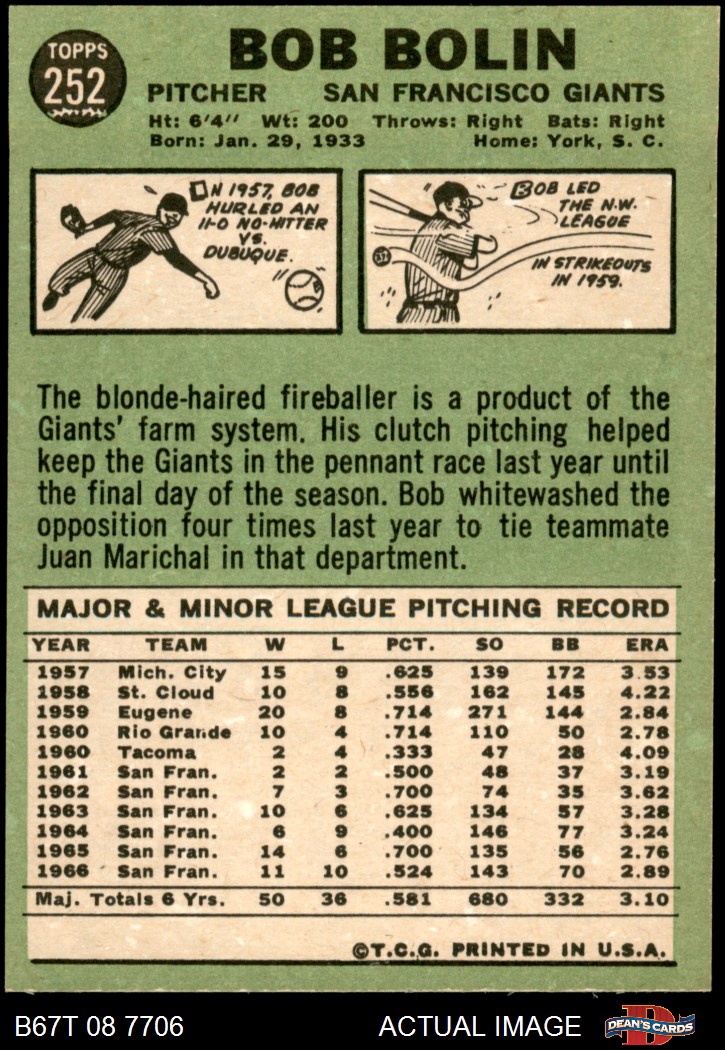 TOPPS
252
BOB BOLIN
PITCHER SAN FRANCISCO GIANTS
Ht: 6'4" Wt: 200 Throws: Right Bats: Right
Born: Jan. 29, 1933 Home: York, S. C.
IN 1957, BOB
HURLED AN
11-0 NO-HITTER
VS.
DUBUQUE.
BOB LED
THE N.W.
LEAGUE
IN STRIKEOUTS
IN 1959.
The blonde-haired fireballer is a product of the
Giants' farm system. His clutch pitching helped
keep the Giants in the pennant race last year until
the final day of the season. Bob whitewashed the
opposition four times last year to tie teammate
Juan Marichal in that department.
MAJOR & MINOR LEAGUE PITCHING RECORD
YEAR TEAM W L PCT. SO BB ERA
1957 Mich. City 15 9 .625 139 172 3.53
1958 St. Cloud 10 8 .556 162 145 4.22
1959 Eugene 20 8 .714 271 144 2.84
1960 Rio Grande 10 4 .714 110 50 2.78
1960 Tacoma 2 4 .333 47 28 4.09
1961 San Fran. 2 2 .500 48 37 3.19
1962 San Fran. 7 3 .700 74 35 3.62
1963 San Fran. 10 6 .625 134 57 3.28
1964 San Fran. 6 9 .400 146 77 3.24
1965 San Fran. 14 6 .700 135 56 2.76
1966 San Fran. 11 10 .524 143 70 2.89
Maj. Totals 6 Yrs. 50 36 .581 680 332 3.10
©T.C.G. PRINTED IN U.S.A.
B67T 08 7706 ACTUAL IMAGE
D
DEAN'S CARDS